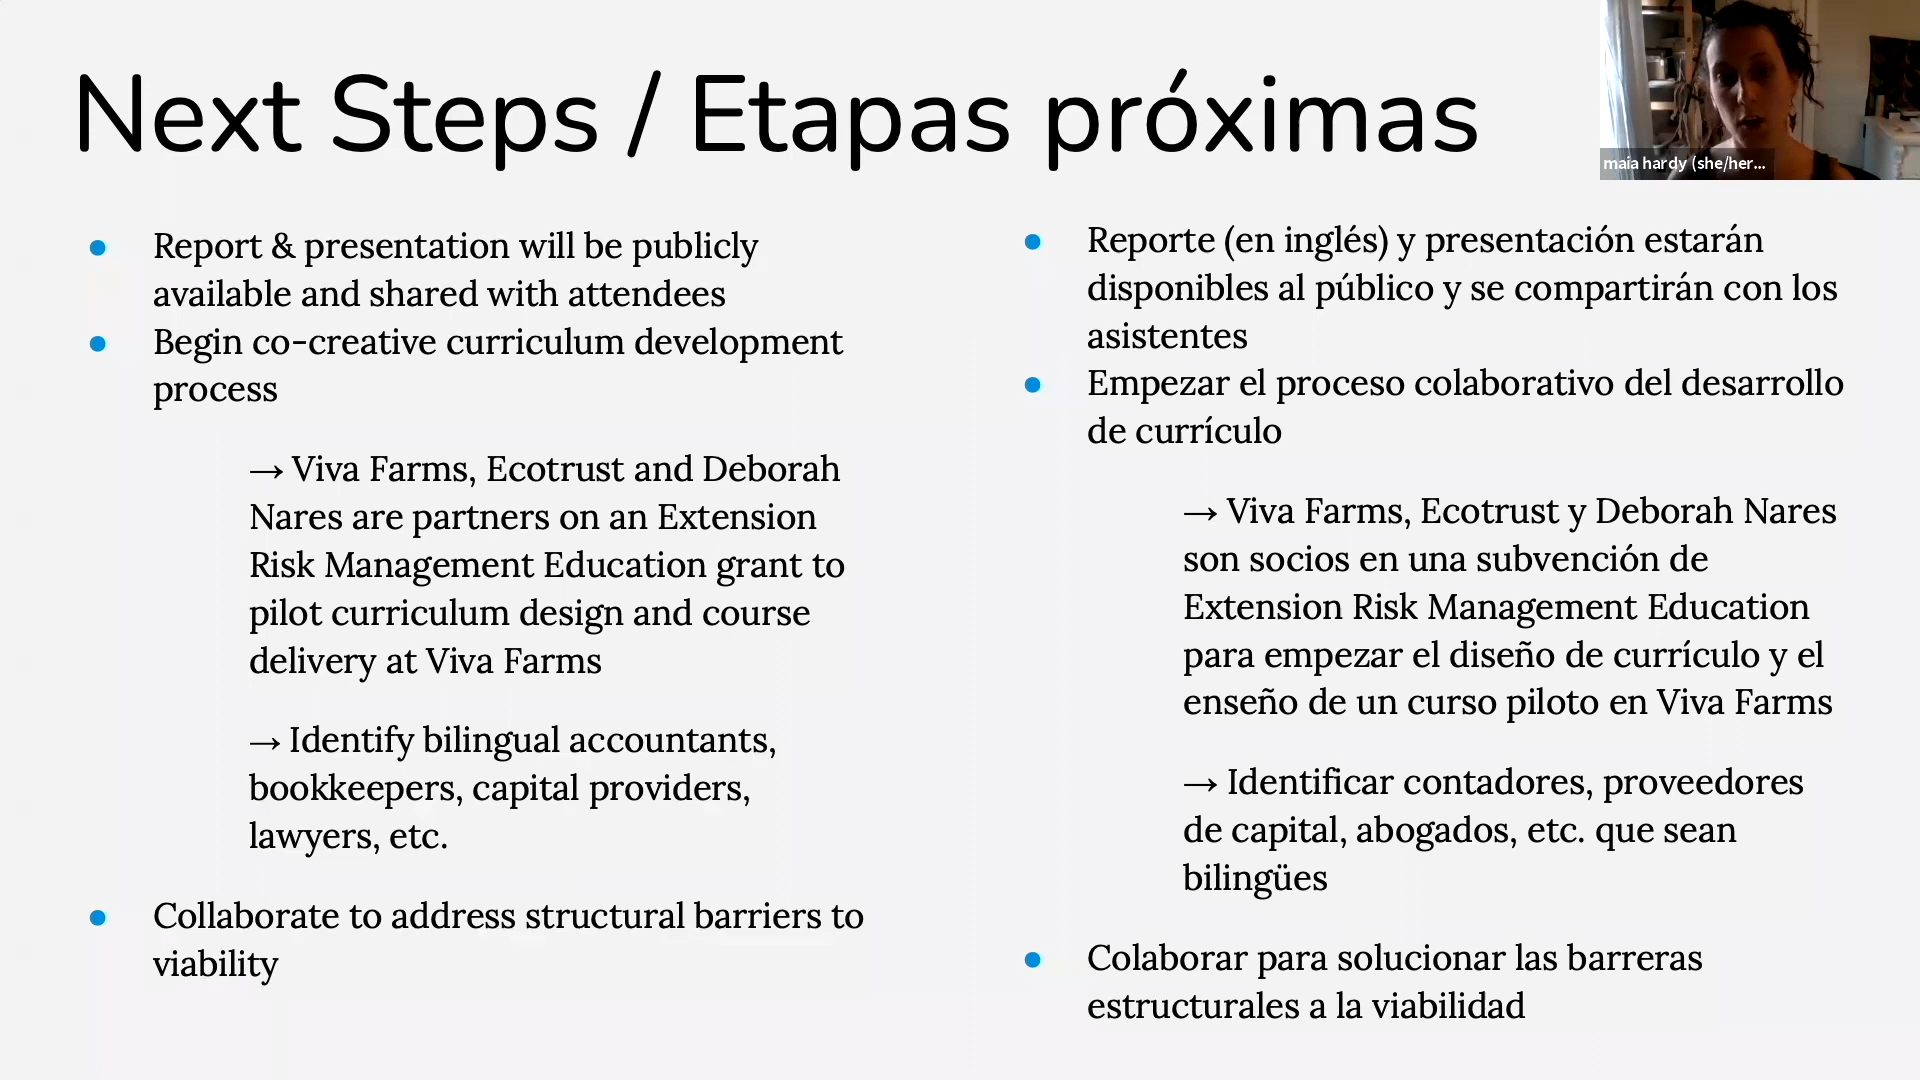 Next Steps / Etapas próximas
maia hardy (she/her...
● Report & presentation will be publicly
available and shared with attendees
● Begin co-creative curriculum development
process
→ Viva Farms, Ecotrust and Deborah
Nares are partners on an Extension
Risk Management Education grant to
pilot curriculum design and course
delivery at Viva Farms
→ Identify bilingual accountants,
bookkeepers, capital providers,
lawyers, etc.
● Collaborate to address structural barriers to
viability
● Reporte (en inglés) y presentación estarán
disponibles al público y se compartirán con los
asistentes
● Empezar el proceso colaborativo del desarrollo
de currículo
→ Viva Farms, Ecotrust y Deborah Nares
son socios en una subvención de
Extension Risk Management Education
para empezar el diseño de currículo y el
enseño de un curso piloto en Viva Farms
→ Identificar contadores, proveedores
de capital, abogados, etc. que sean
bilingües
● Colaborar para solucionar las barreras
estructurales a la viabilidad